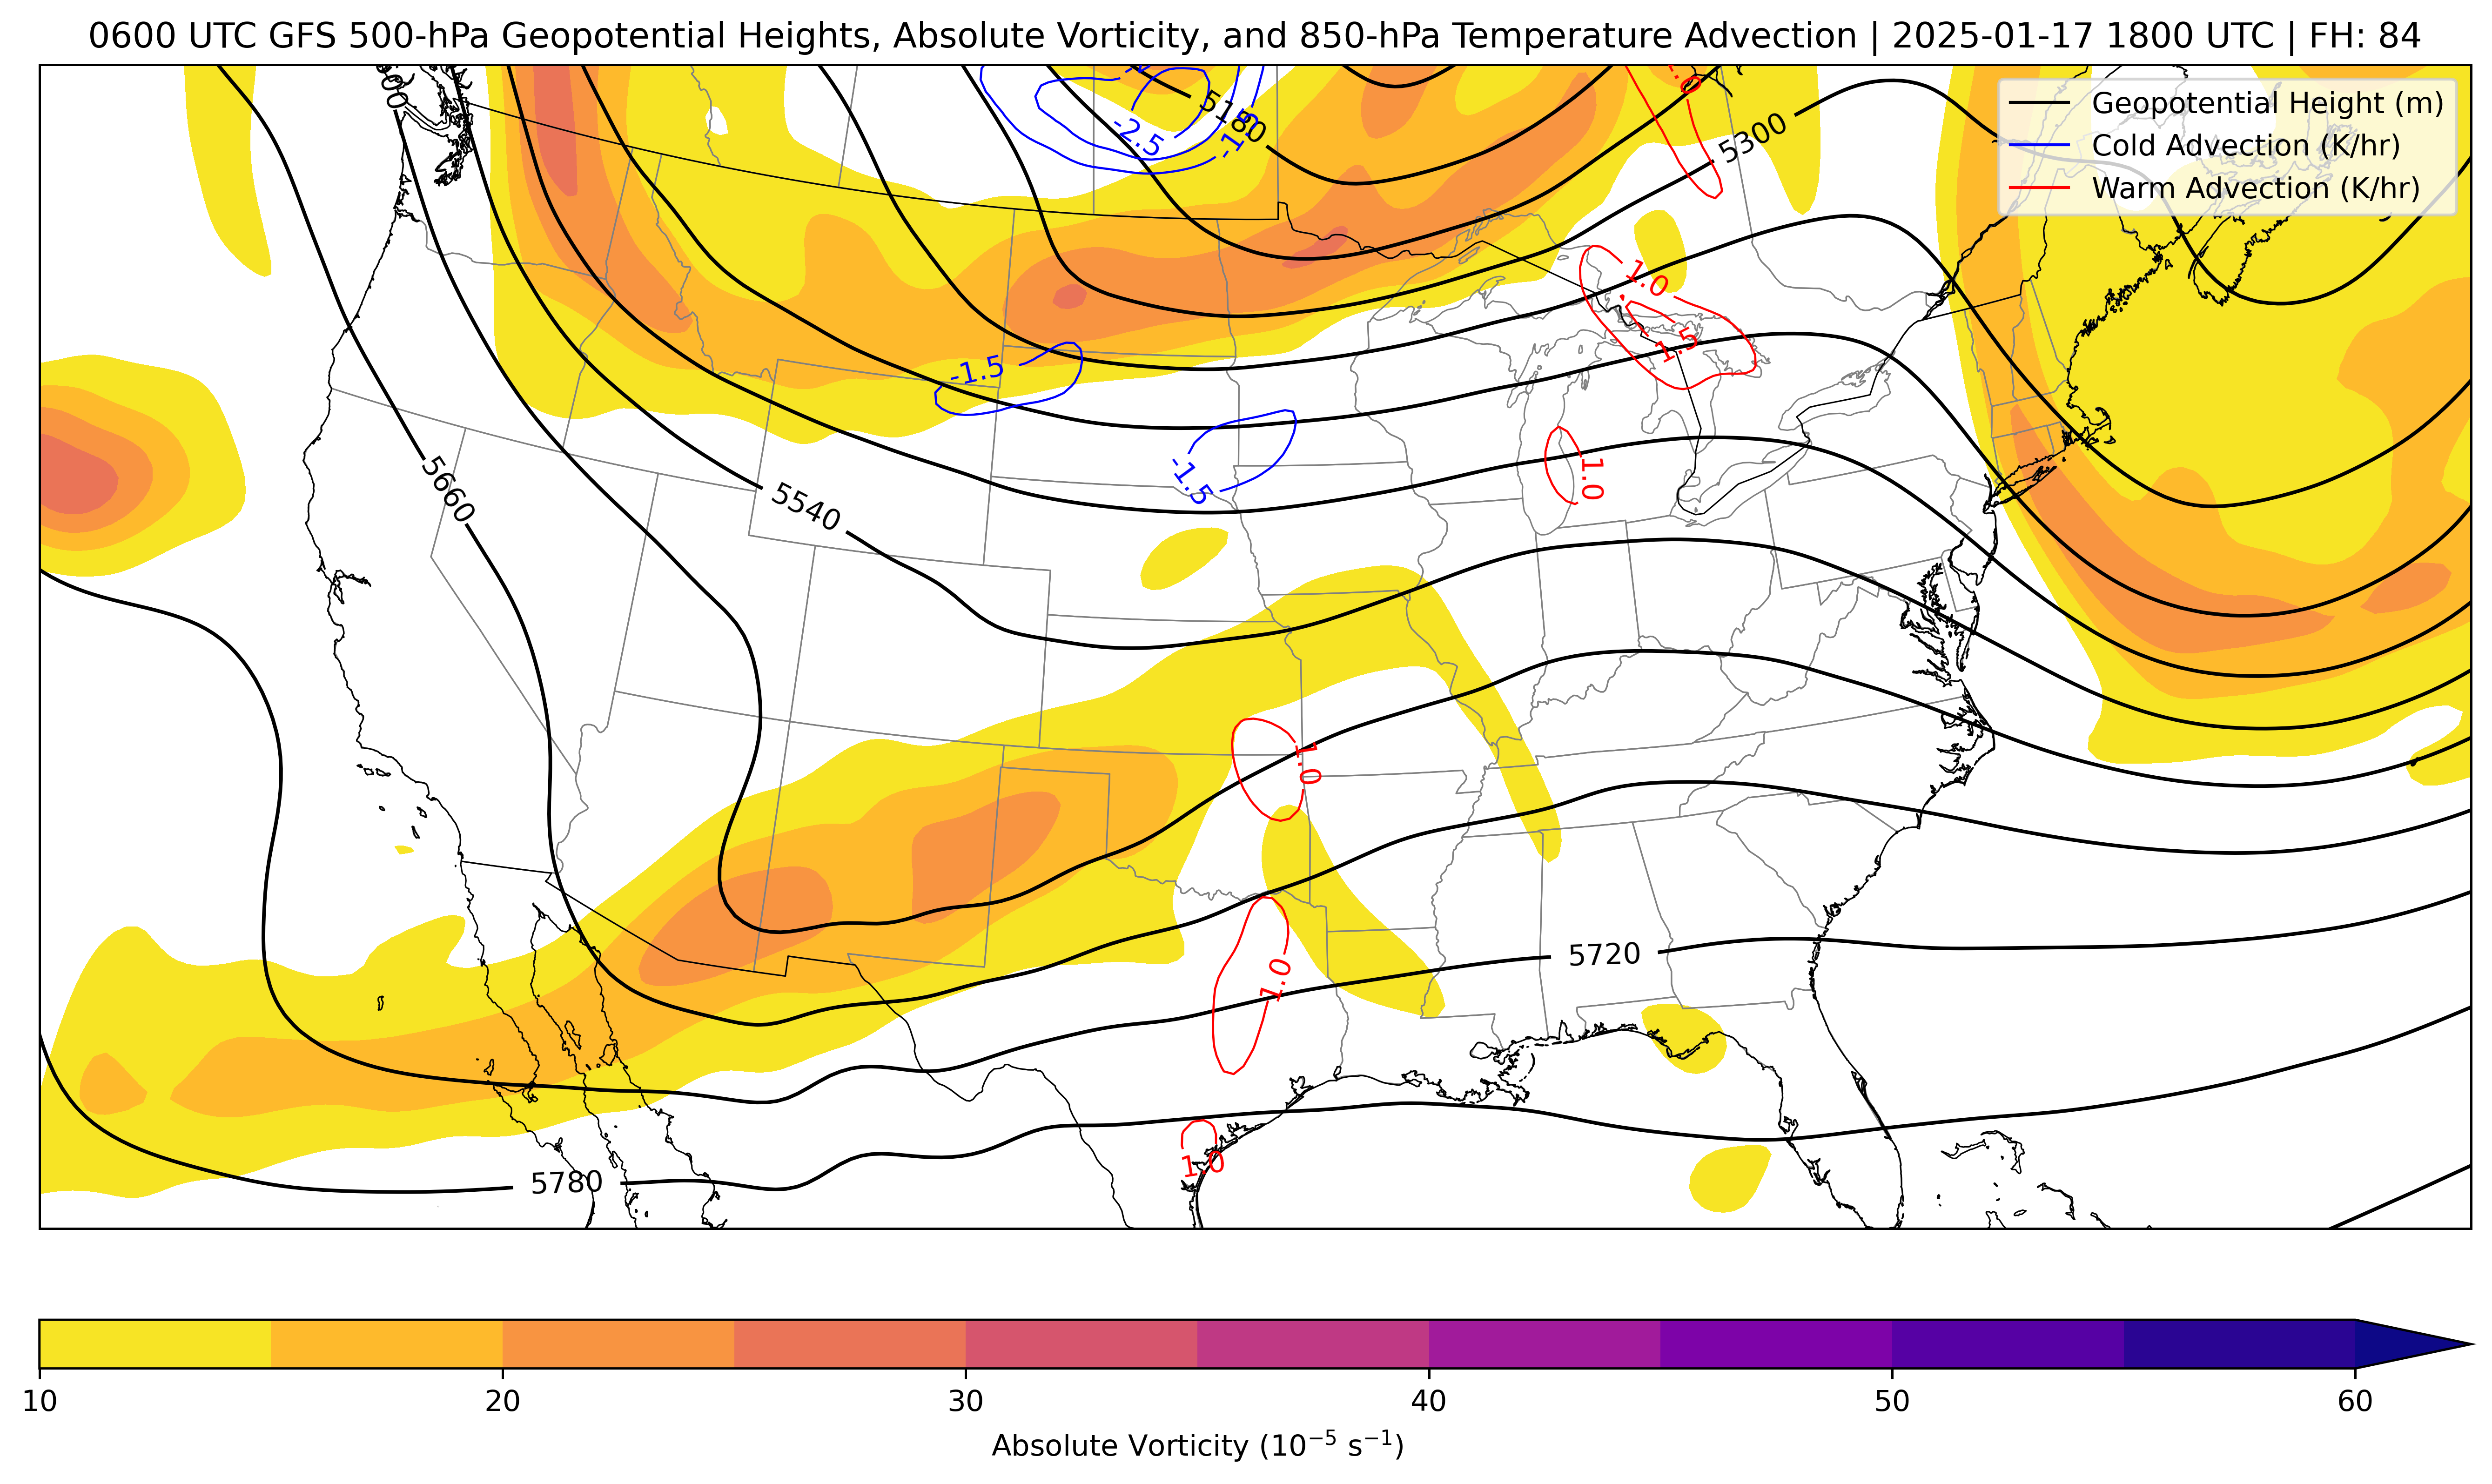 0600 UTC GFS 500-hPa Geopotential Heights, Absolute Vorticity, and 850-hPa Temperature Advection | 2025-01-17 1800 UTC | FH: 84
Geopotential Height (m)
Cold Advection (K/hr)
Warm Advection (K/hr)
-2.5
5180
5300
1.0
-1.5
1.5
5660
5540
-1.5
1.0
1.0
1.0
5720
1.0
5780
10 20 30 40 50 60
Absolute Vorticity (10⁻⁵ s⁻¹)